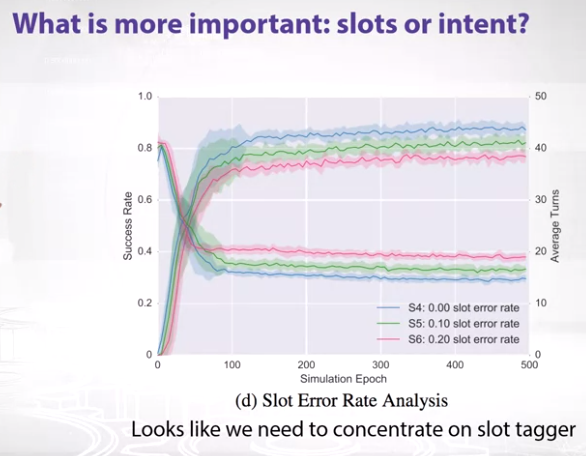 What is more important: slots or intent?
1.0
0.8
0.6
0.4
0.2
0
Success Rate
50
40
30
20
10
0
Average Turns
S4: 0.00 slot error rate
S5: 0.10 slot error rate
S6: 0.20 slot error rate
0 100 200 300 400 500
Simulation Epoch
(d) Slot Error Rate Analysis
Looks like we need to concentrate on slot tagger